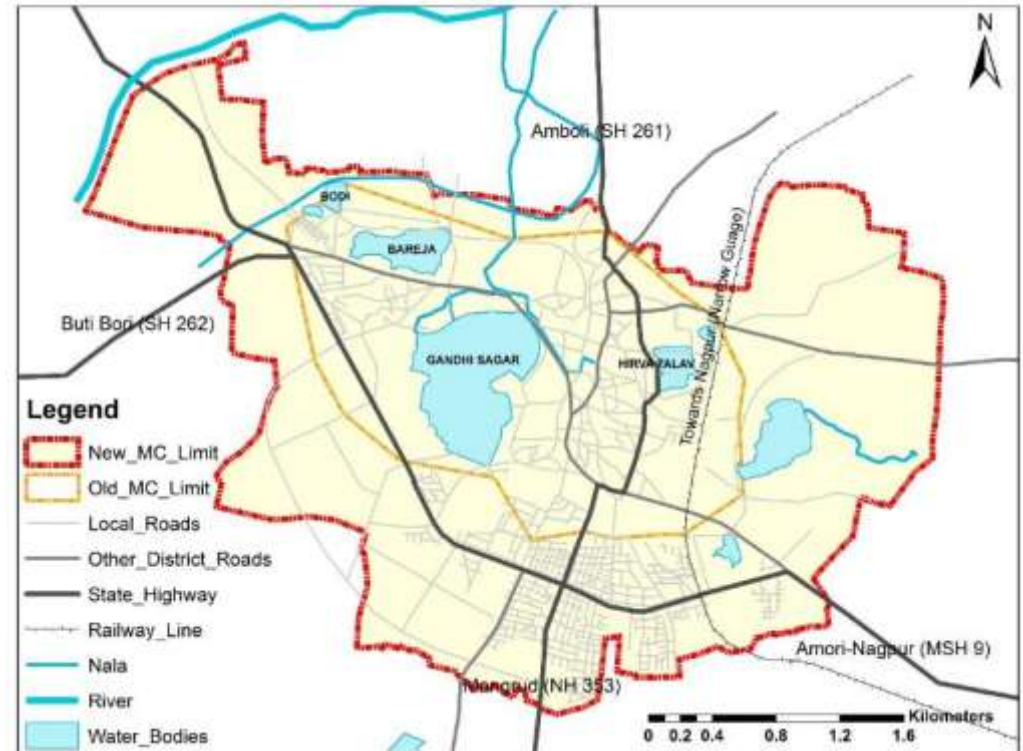 N
Amboli (SH 261)
BODI
BAREJA
Towards Nagpur (Narrow Guage)
Buti Bori (SH 262)
GANDHI SAGAR
HIRVA TALAV
Legend
New_MC_Limit
Old_MC_Limit
Local_Roads
Other_District_Roads
State_Highway
Railway_Line
Nala
River
Water_Bodies
Amori-Nagpur (MSH 9)
Mangrud (NH 353)
Kilometers
0 0.2 0.4 0.8 1.2 1.6